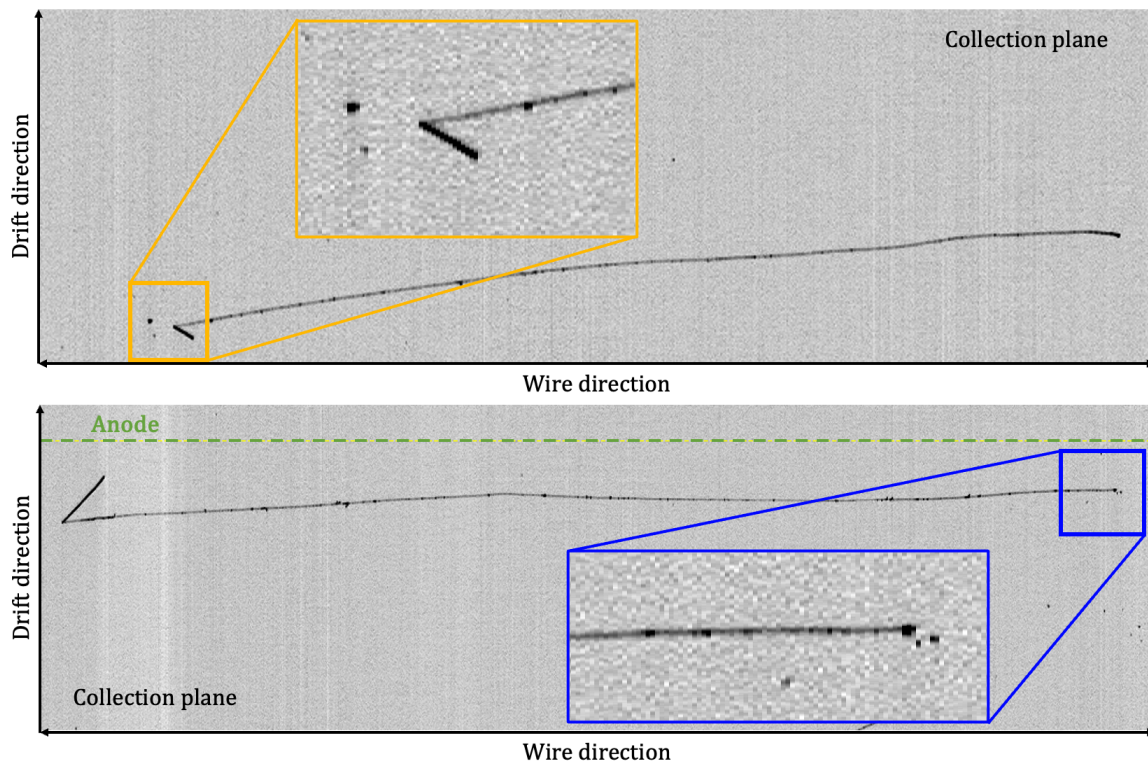 Collection plane
Drift direction
Wire direction
Anode
Drift direction
Collection plane
Wire direction